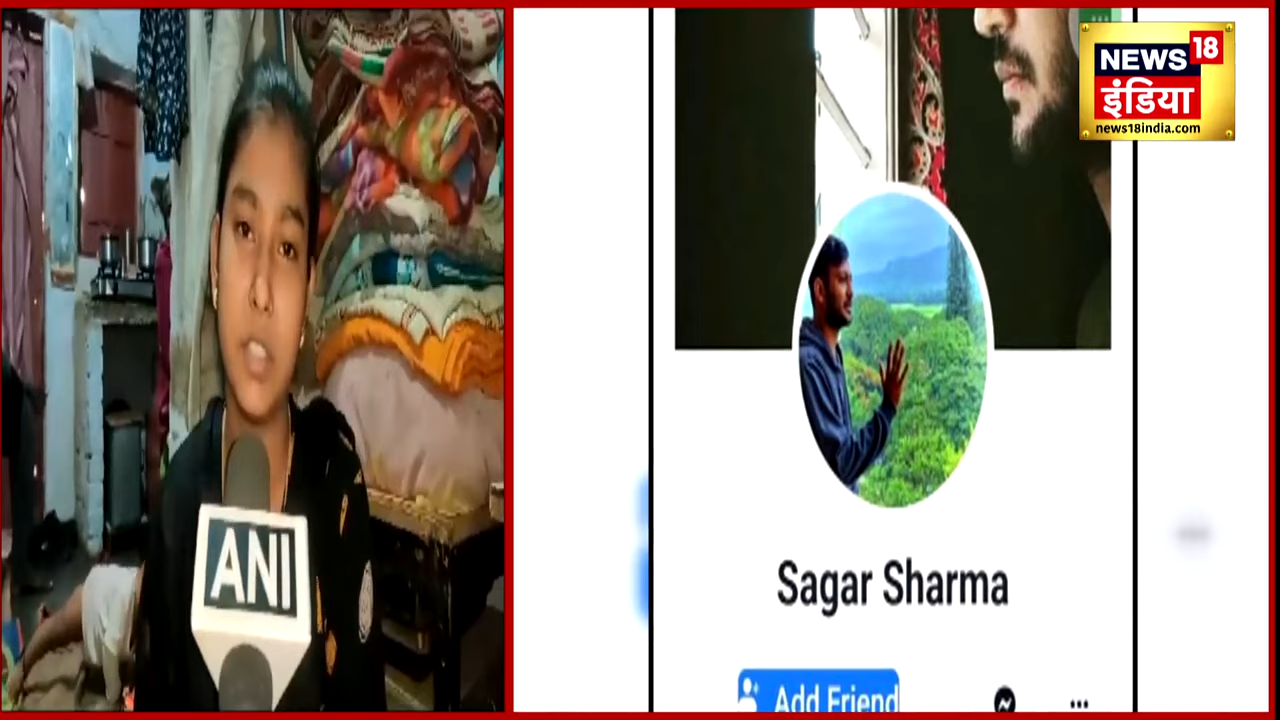 NEWS 18
इंडिया
news18india.com
ANI
Sagar Sharma
Add Friend